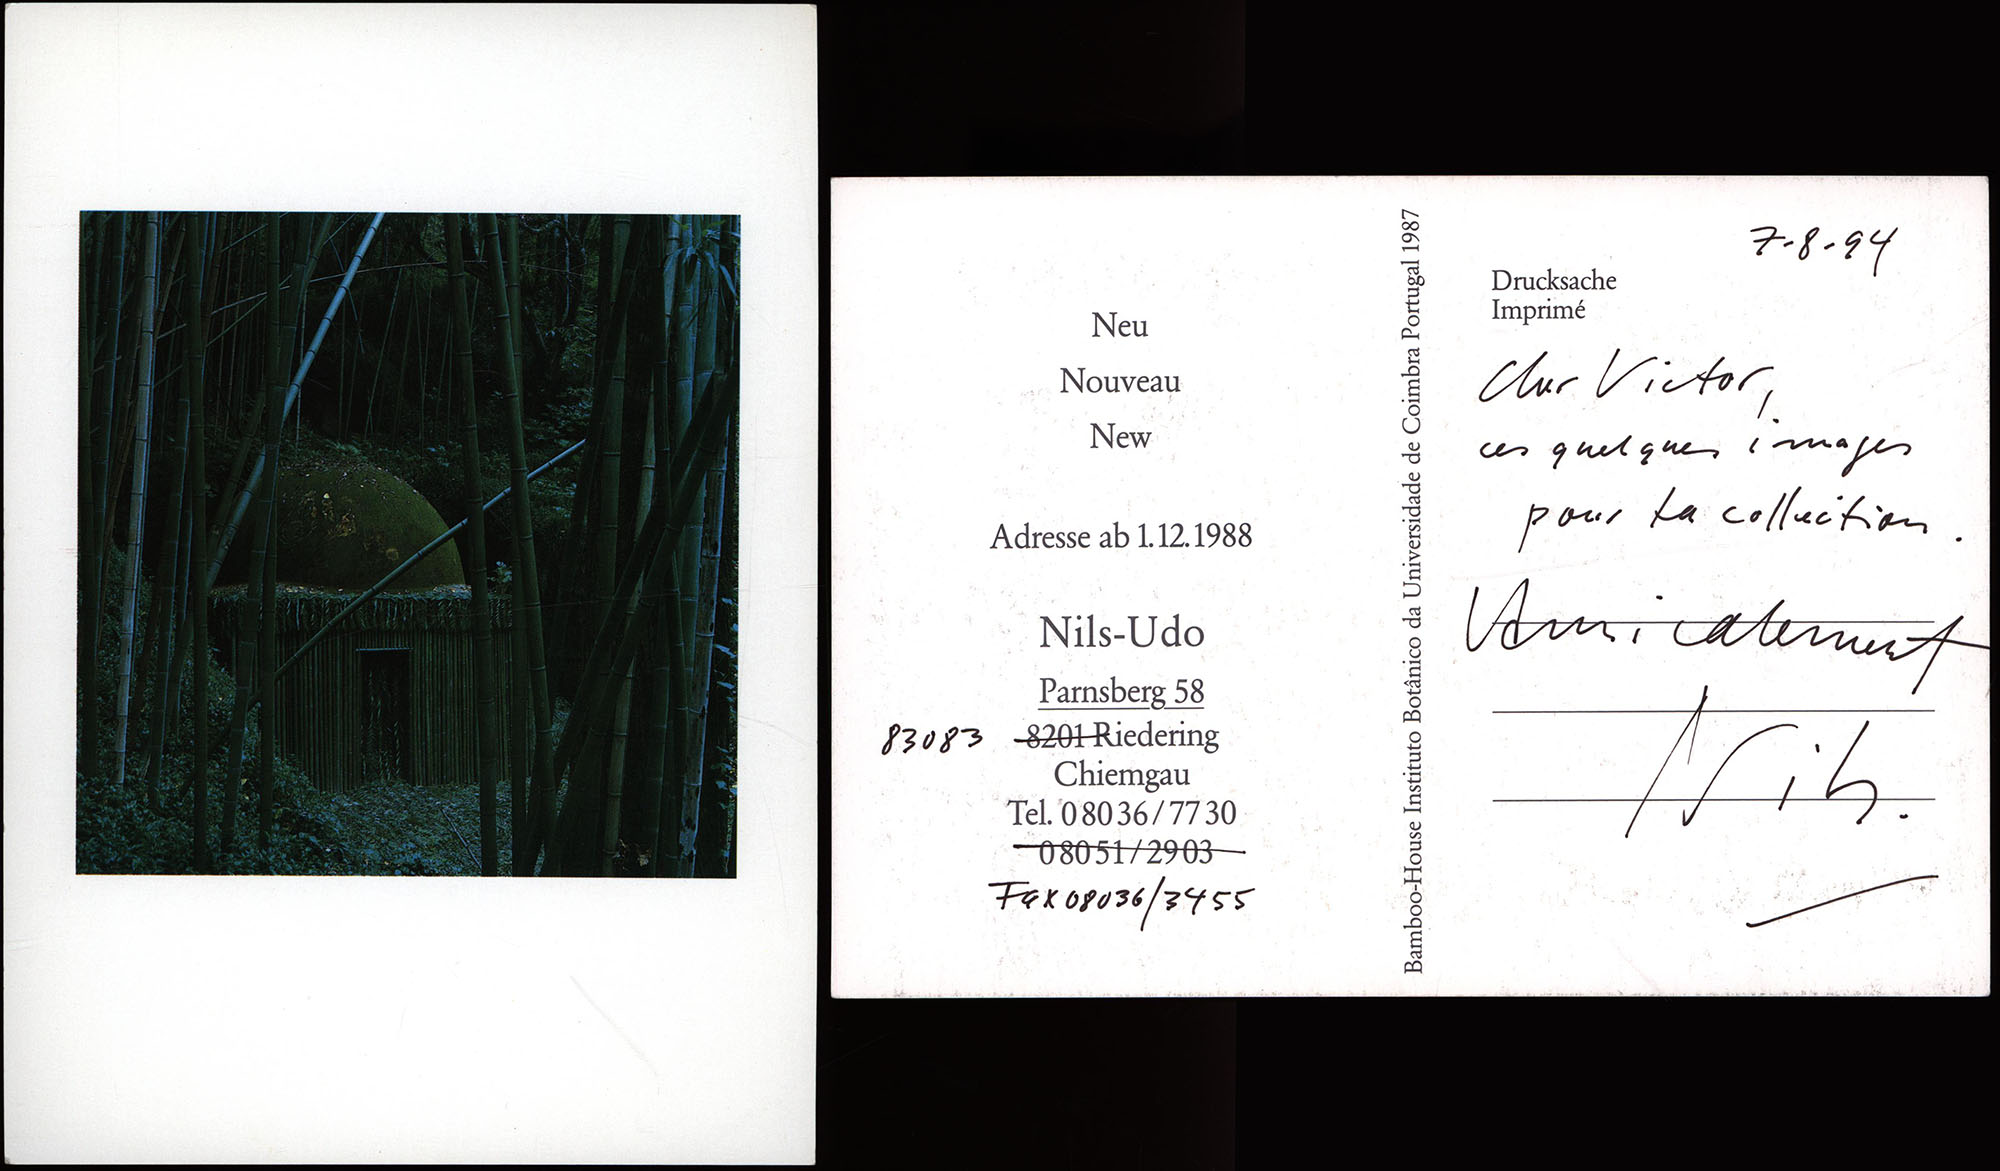 Neu
Nouveau
New
Adresse ab 1.12.1988
Nils-Udo
Parnsberg 58
83083 8201 Riedering
Chiemgau
Tel. 08036/7730
08051/2903
Fax 08036/3455
Bamboo-House Instituto Botânico da Universidade de Coimbra Portugal 1987
7-8-94
Drucksache
Imprimé
Cher Victor,
ces quelques images
pour ta collection.
Amicalement
Nils.